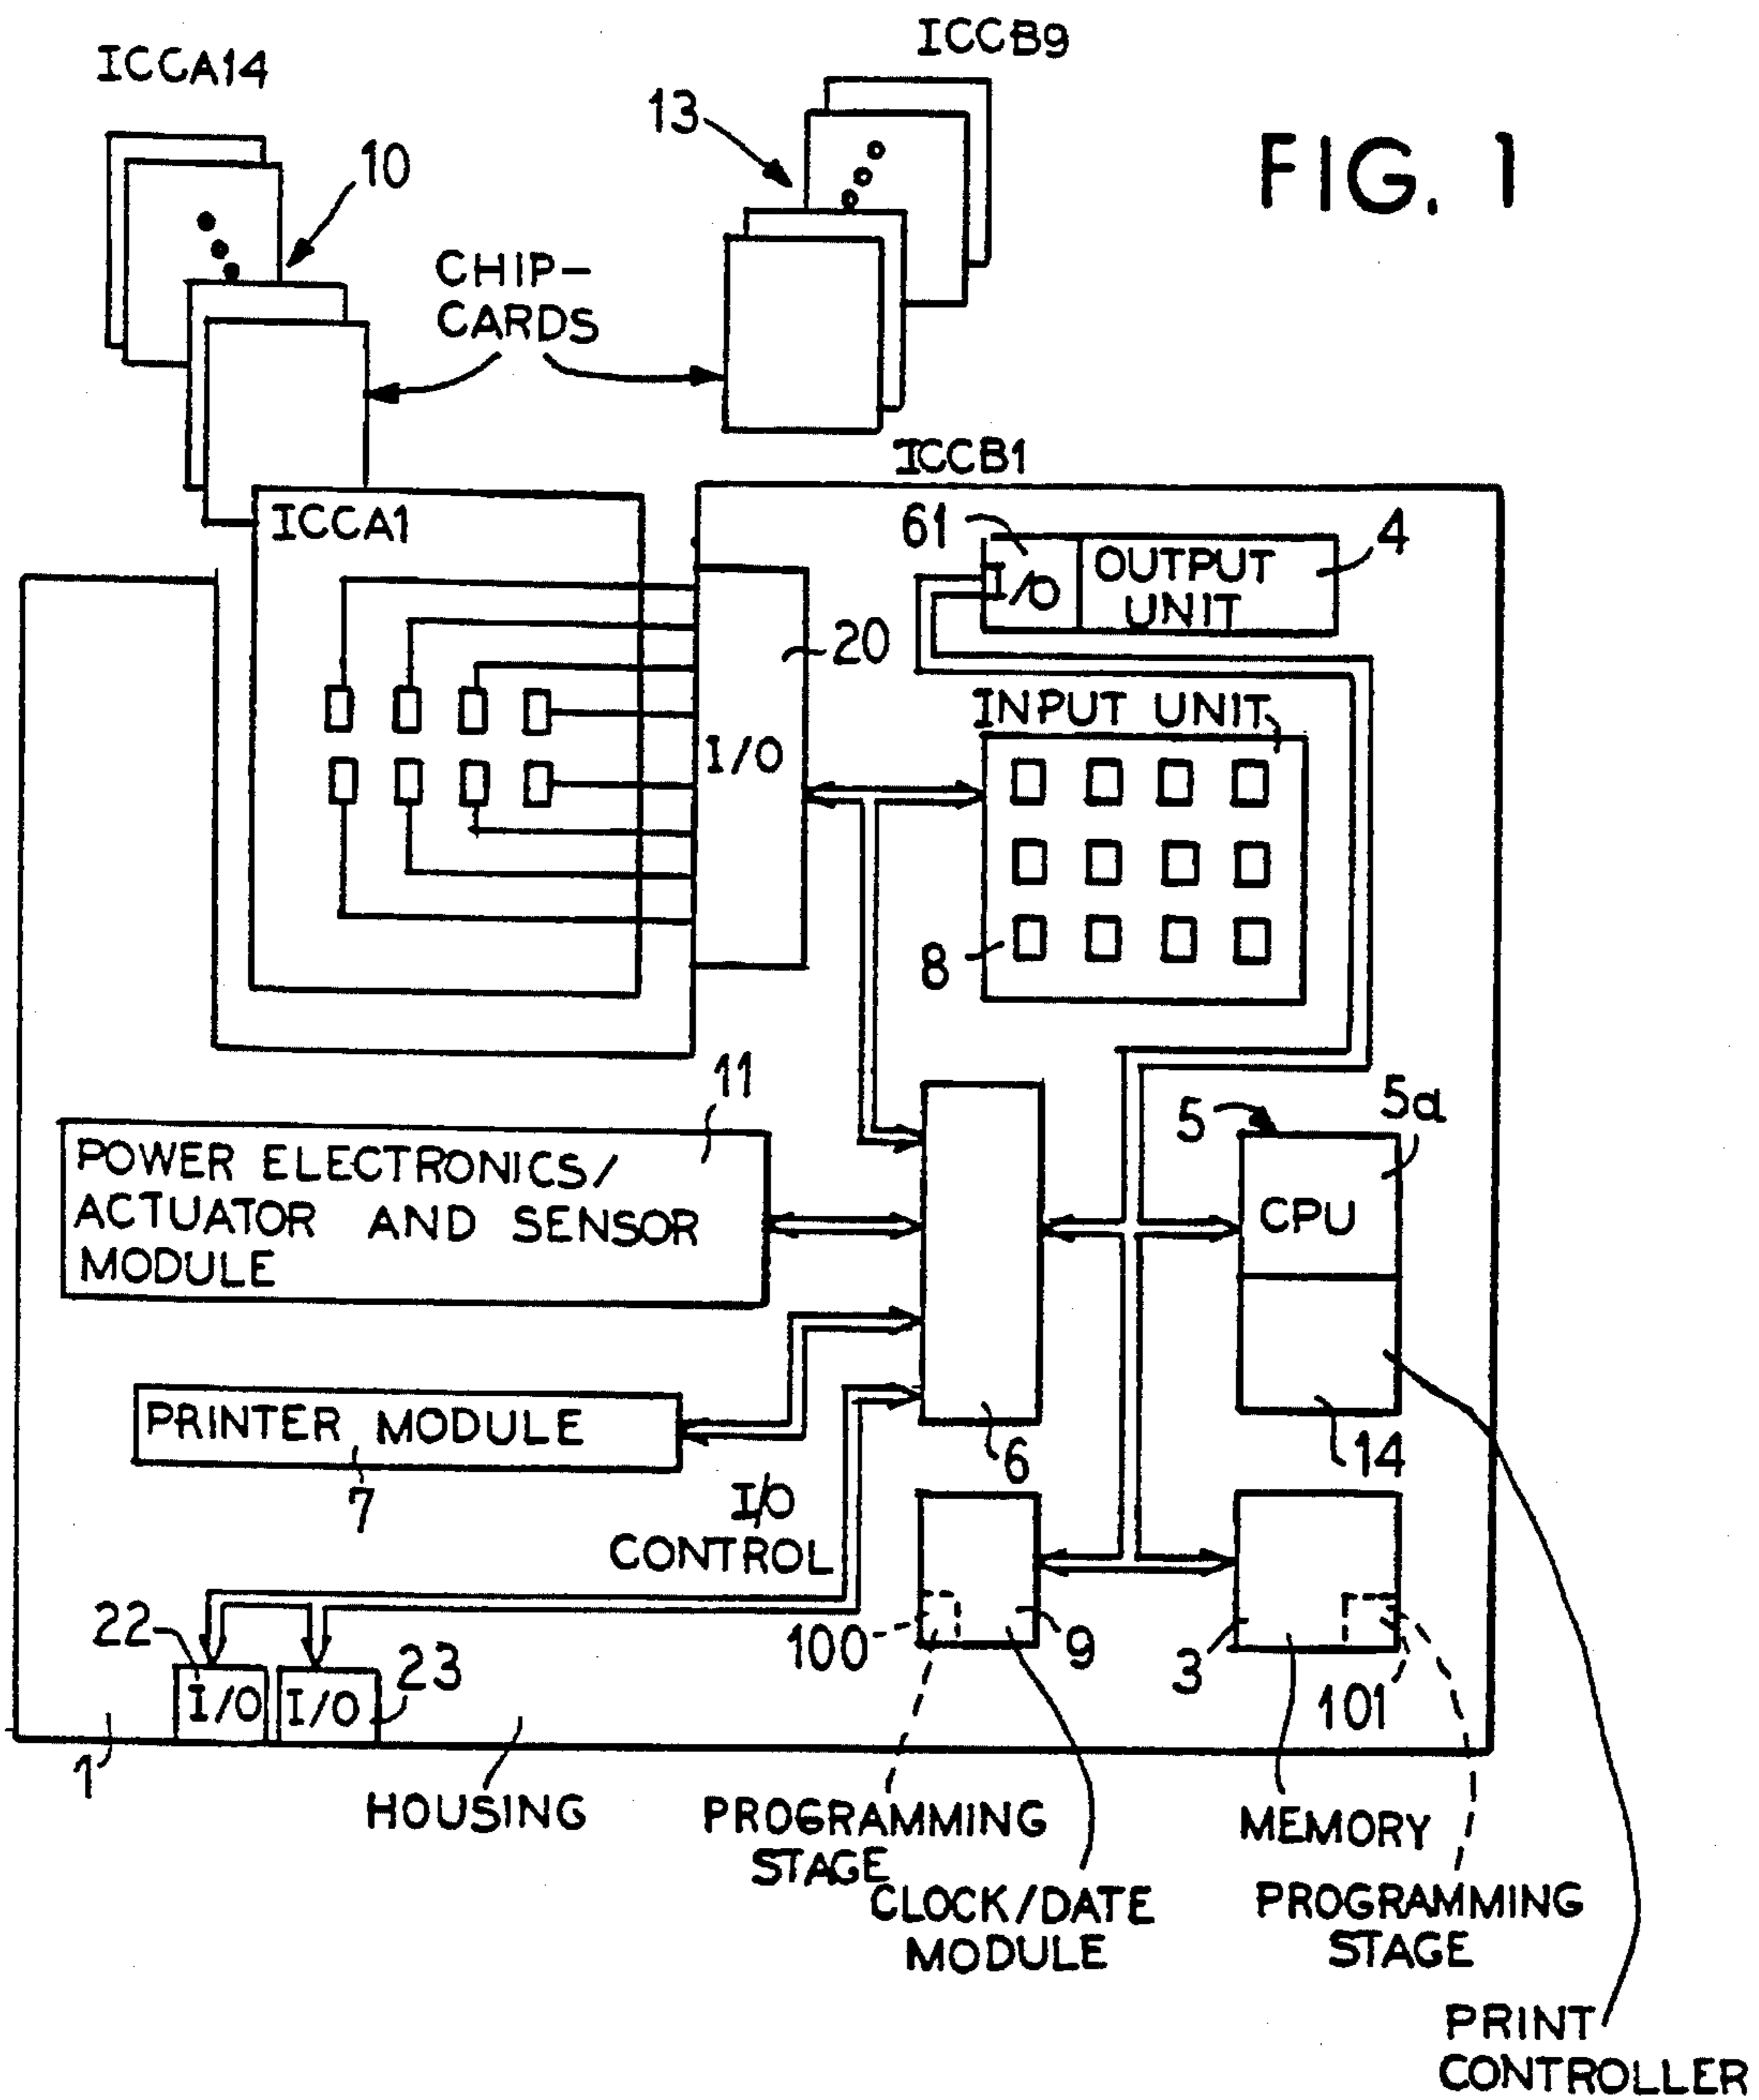 ICCA14
ICCB9
13
10
FIG. 1
CHIP-
CARDS
ICCB1
ICCA1
61
4
I/O
OUTPUT
UNIT
20
INPUT UNIT
I/O
8
11
5
5a
POWER ELECTRONICS/
ACTUATOR AND SENSOR
MODULE
CPU
PRINTER MODULE
7
6
14
I/O
CONTROL
22
100
9
3
101
23
I/O
I/O
1
HOUSING
PROGRAMMING
STAGE
MEMORY
CLOCK/DATE
MODULE
PROGRAMMING
STAGE
PRINT
CONTROLLER